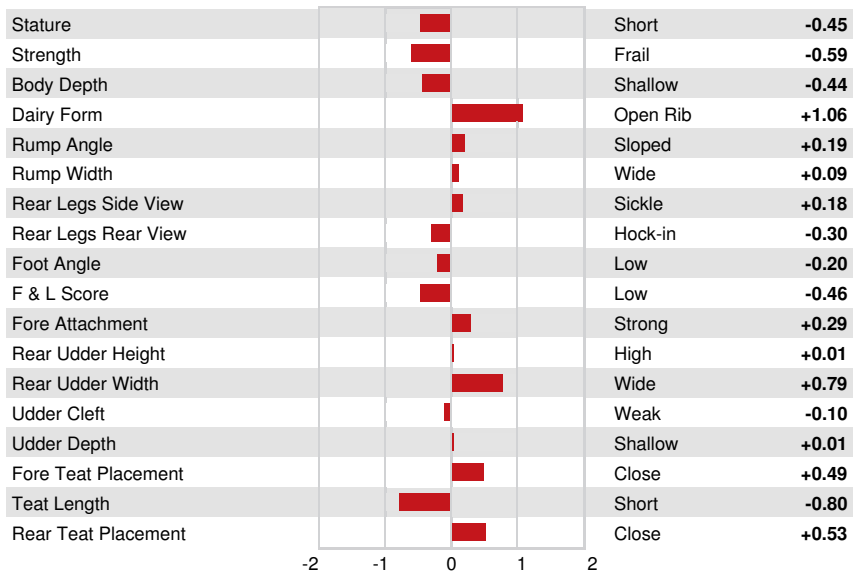 Stature Short -0.45
Strength Frail -0.59
Body Depth Shallow -0.44
Dairy Form Open Rib +1.06
Rump Angle Sloped +0.19
Rump Width Wide +0.09
Rear Legs Side View Sickle +0.18
Rear Legs Rear View Hock-in -0.30
Foot Angle Low -0.20
F & L Score Low -0.46
Fore Attachment Strong +0.29
Rear Udder Height High +0.01
Rear Udder Width Wide +0.79
Udder Cleft Weak -0.10
Udder Depth Shallow +0.01
Fore Teat Placement Close +0.49
Teat Length Short -0.80
Rear Teat Placement Close +0.53
-2 -1 0 1 2